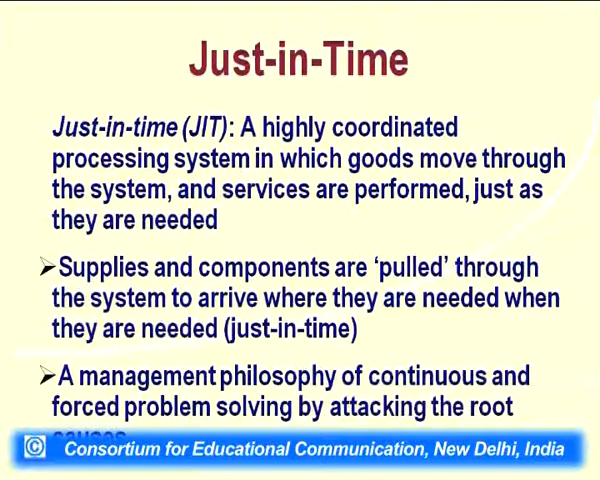 Just-in-Time
Just-in-time (JIT): A highly coordinated
processing system in which goods move through
the system, and services are performed, just as
they are needed
➢Supplies and components are ‘pulled’ through
the system to arrive where they are needed when
they are needed (just-in-time)
➢A management philosophy of continuous and
forced problem solving by attacking the root
© Consortium for Educational Communication, New Delhi, India